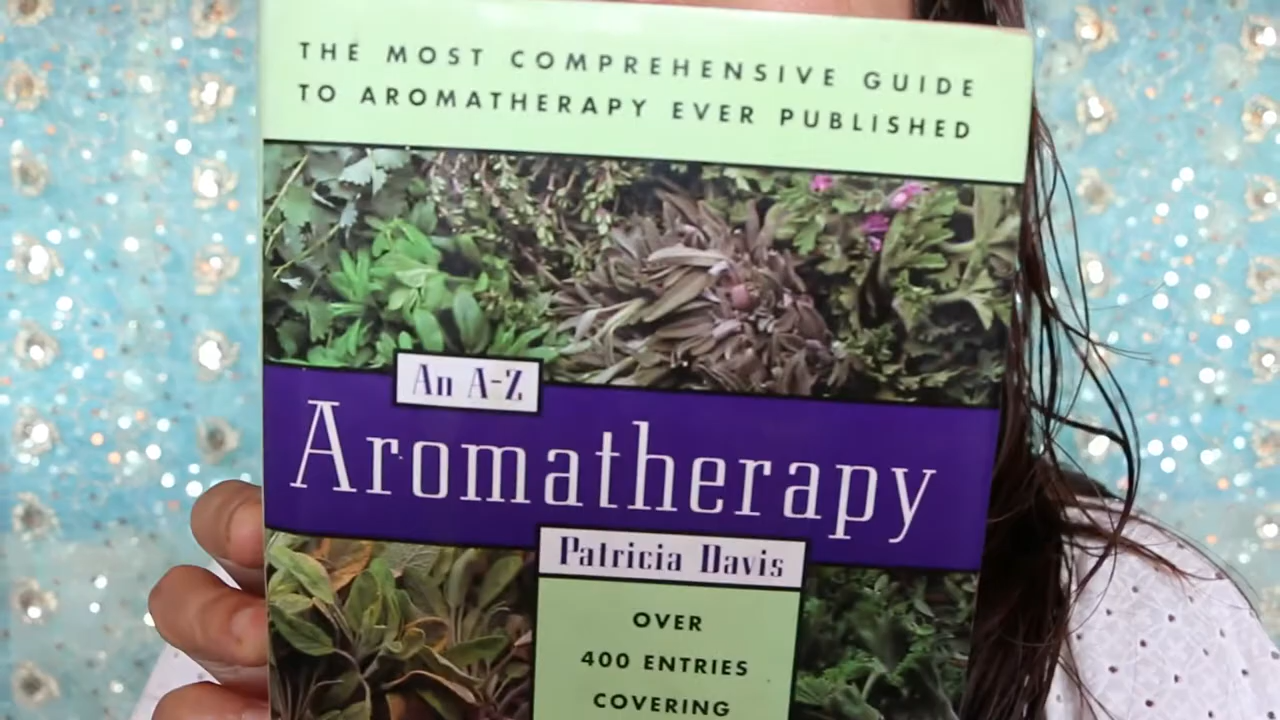 THE MOST COMPREHENSIVE GUIDE
TO AROMATHERAPY EVER PUBLISHED
An A-Z
Aromatherapy
Patricia Davis
OVER
400 ENTRIES
COVERING